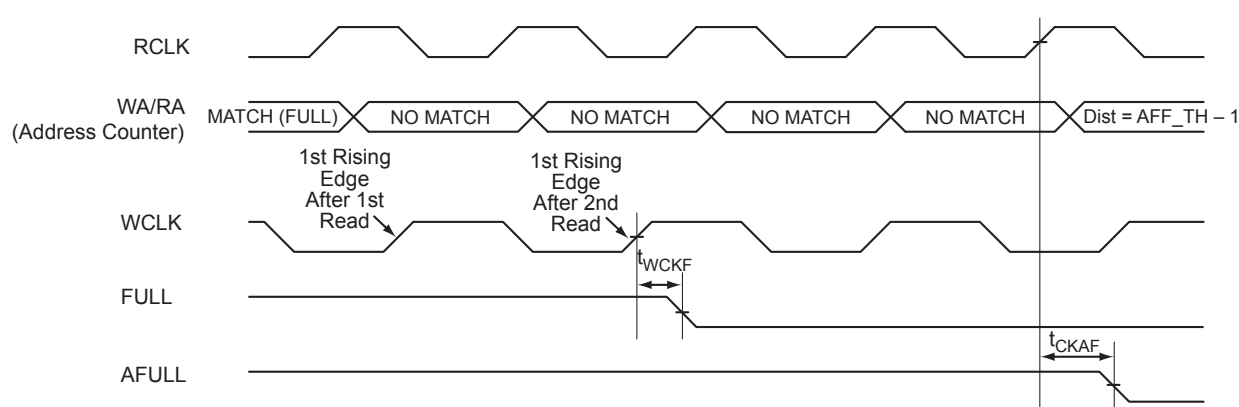 RCLK
WA/RA
(Address Counter)
MATCH (FULL)
NO MATCH
NO MATCH
NO MATCH
NO MATCH
Dist = AFF_TH – 1
1st Rising
Edge
After 1st
Read
1st Rising
Edge
After 2nd
Read
WCLK
tWCKF
FULL
tCKAF
AFULL